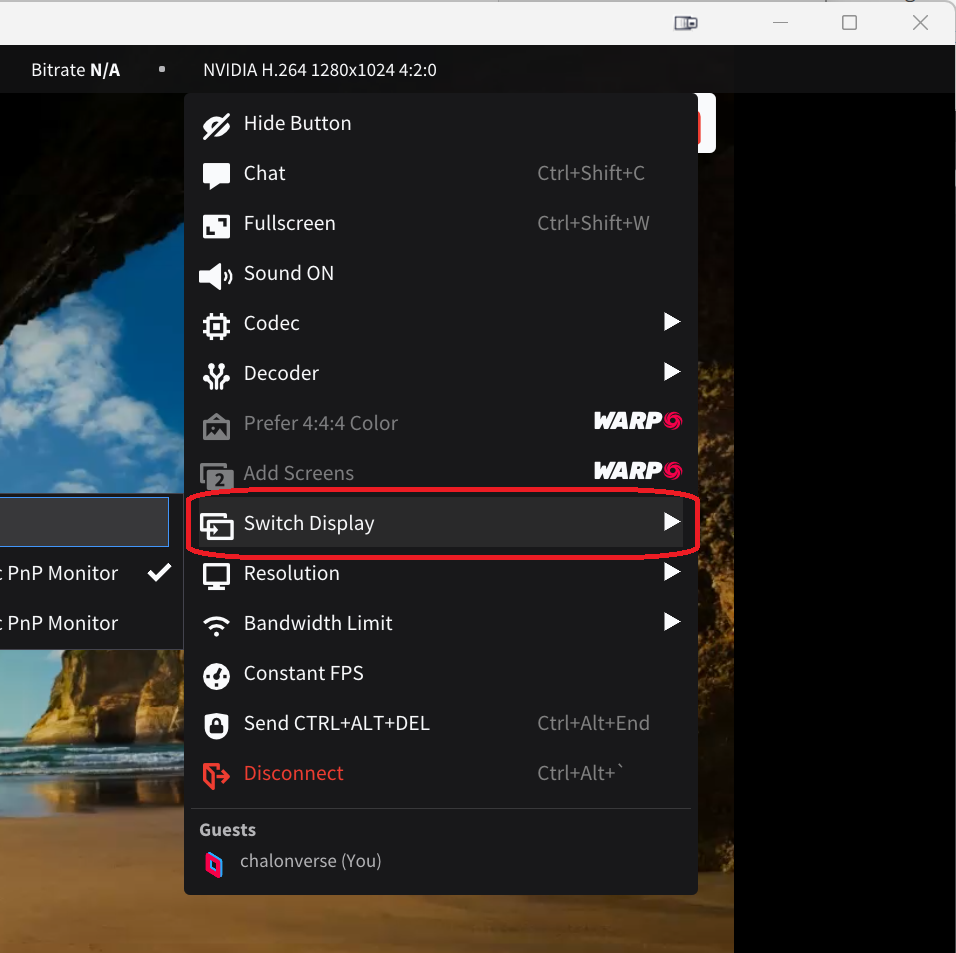 Bitrate N/A • NVIDIA H.264 1280x1024 4:2:0
Hide Button
Chat Ctrl+Shift+C
Fullscreen Ctrl+Shift+W
Sound ON
Codec
Decoder
Prefer 4:4:4 Color WARP
Add Screens WARP
2
Switch Display
PnP Monitor
Resolution
PnP Monitor
Bandwidth Limit
Constant FPS
Send CTRL+ALT+DEL Ctrl+Alt+End
Disconnect Ctrl+Alt+`
Guests
chalonverse (You)